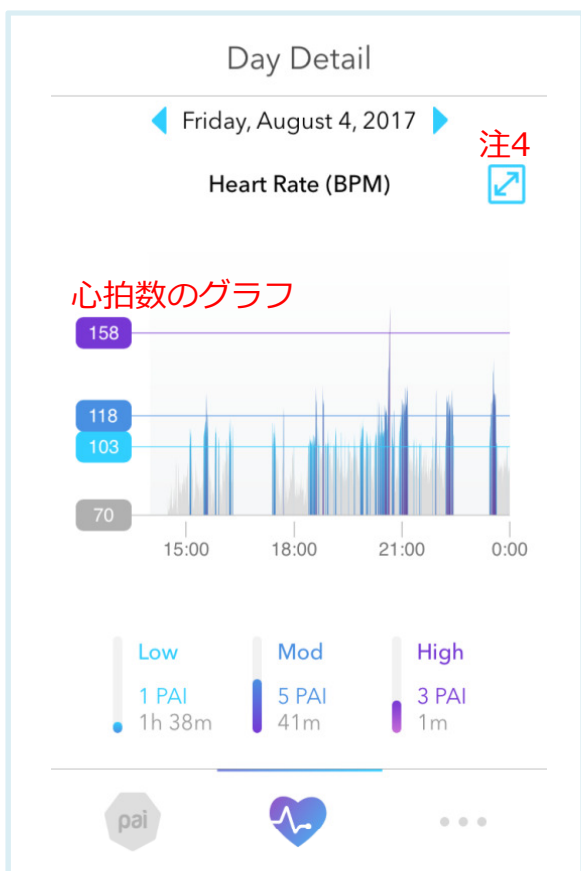 Day Detail
Friday, August 4, 2017
注4
Heart Rate (BPM)
心拍数のグラフ
158
118
103
70
15:00 18:00 21:00 0:00
Low Mod High
1 PAI 5 PAI 3 PAI
1h 38m 41m 1m
pai